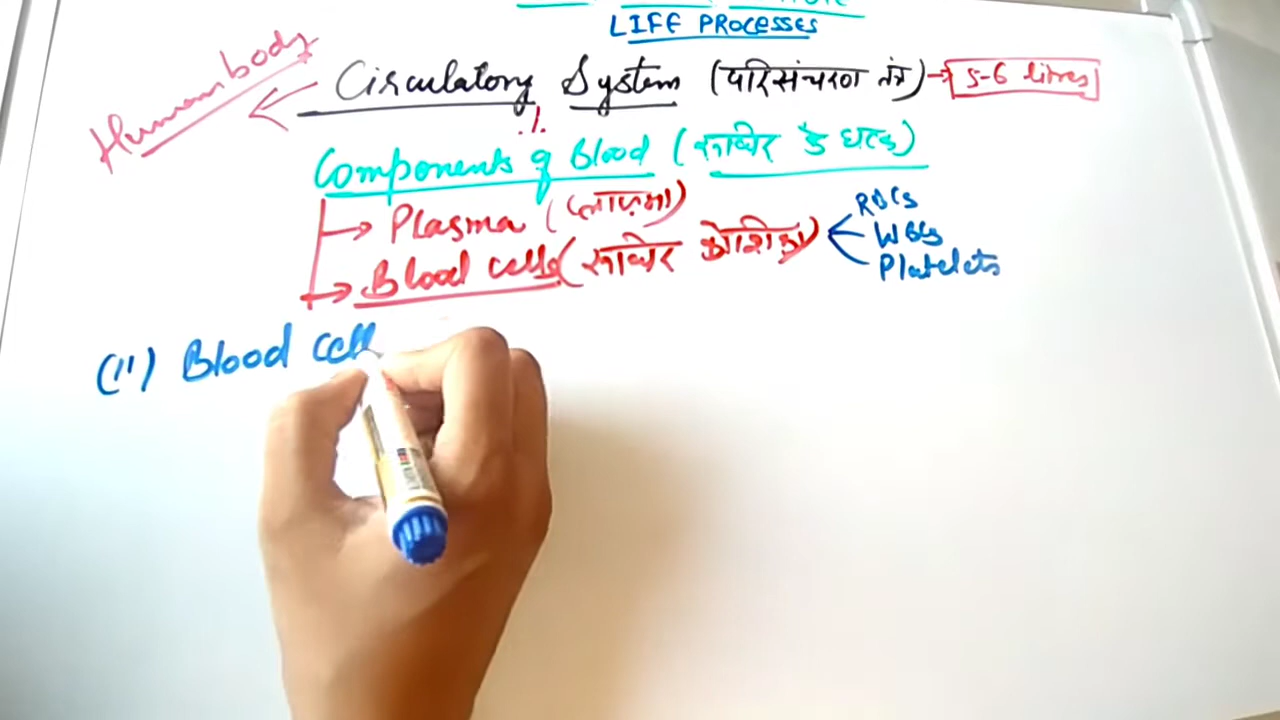 LIFE PROCESSES
Human body
Circulatory System (परिसंचरण तंत्र) → 5-6 litres
Components of Blood (रूधिर के घटक)
→ Plasma (प्लाज़्मा)
→ Blood cells (रूधिर कोशिका)
RBCs
WBCs
Platelets
(ii) Blood cell